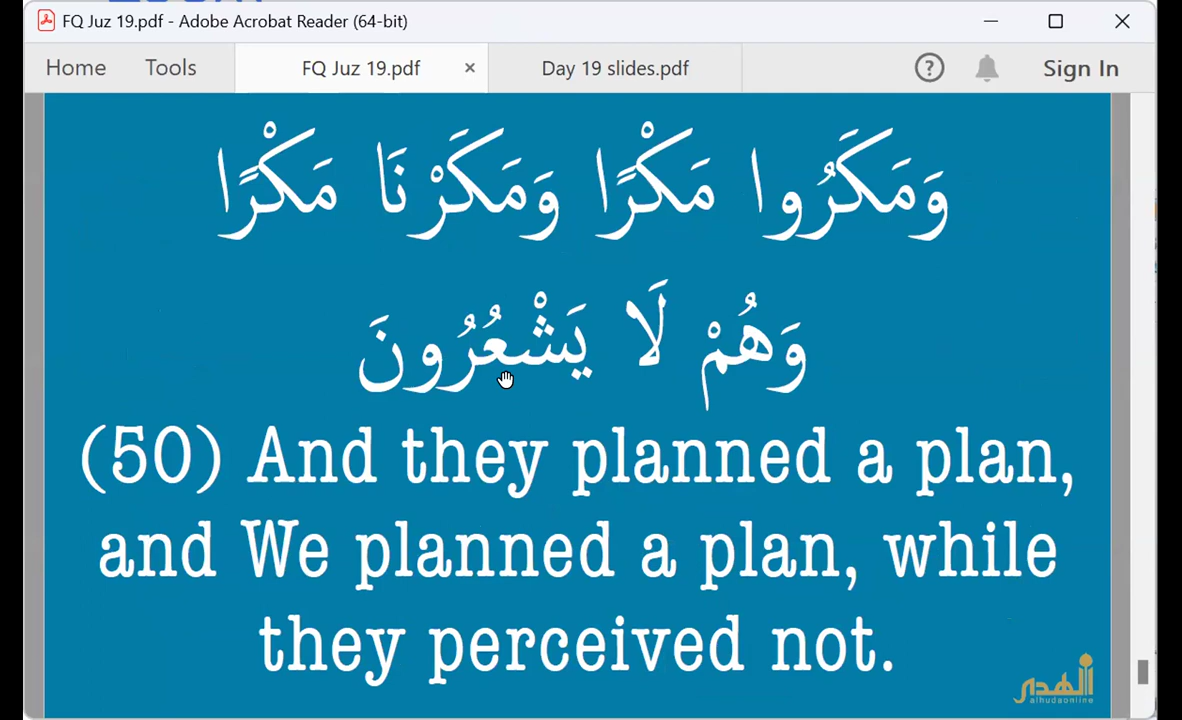 FQ Juz 19.pdf - Adobe Acrobat Reader (64-bit)
Home Tools FQ Juz 19.pdf × Day 19 slides.pdf ? Sign In
وَمَكَرُوا مَكْرًا وَمَكَرْنَا مَكْرًا
وَهُمْ لَا يَشْعُرُونَ
(50) And they planned a plan,
and We planned a plan, while
they perceived not.
الهدى
alhudaonline